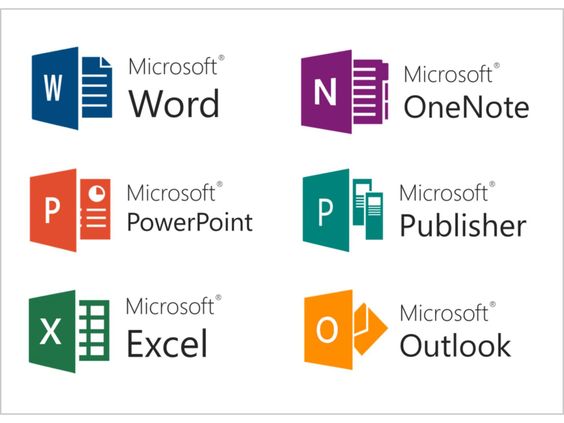 W
Microsoft®
Word
N
Microsoft®
OneNote
P
Microsoft®
PowerPoint
P
Microsoft®
Publisher
X
Microsoft®
Excel
O
Microsoft®
Outlook